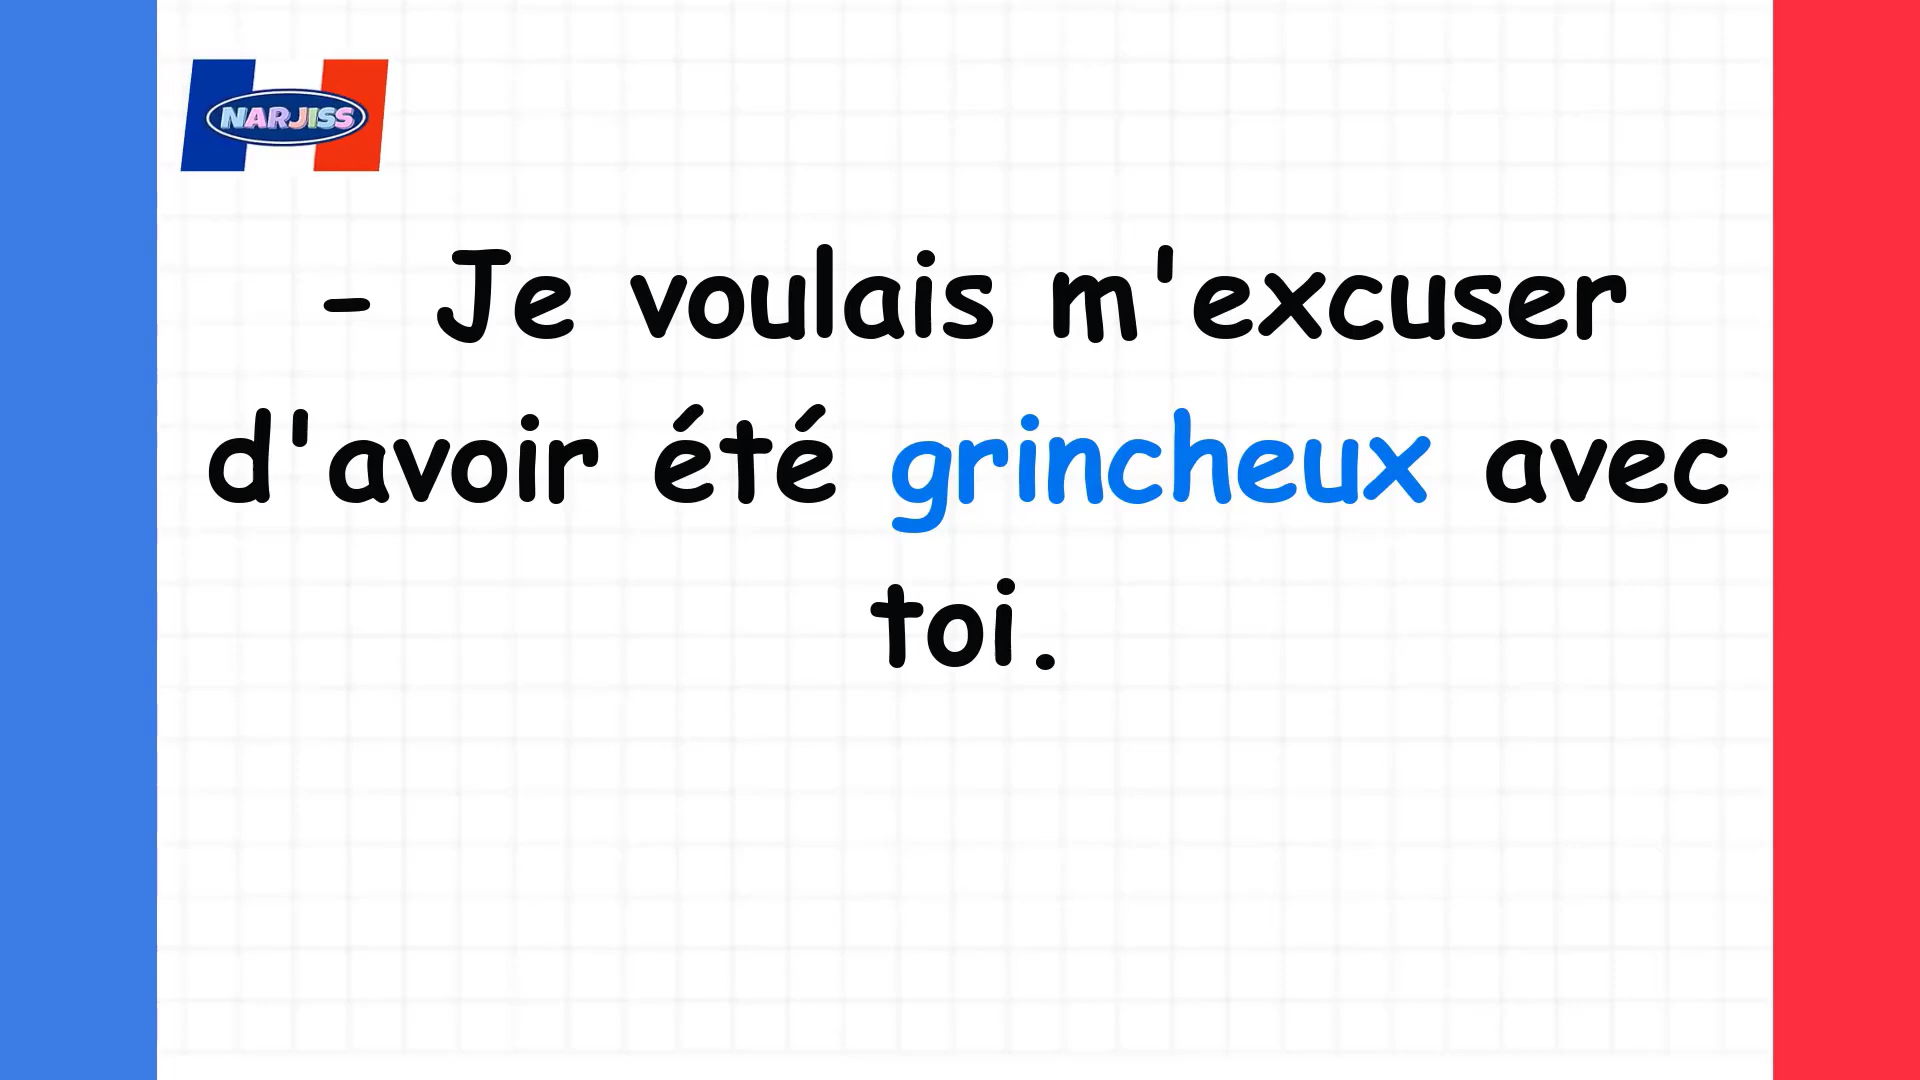 NARJISS
- Je voulais m'excuser
d'avoir été grincheux avec
toi.